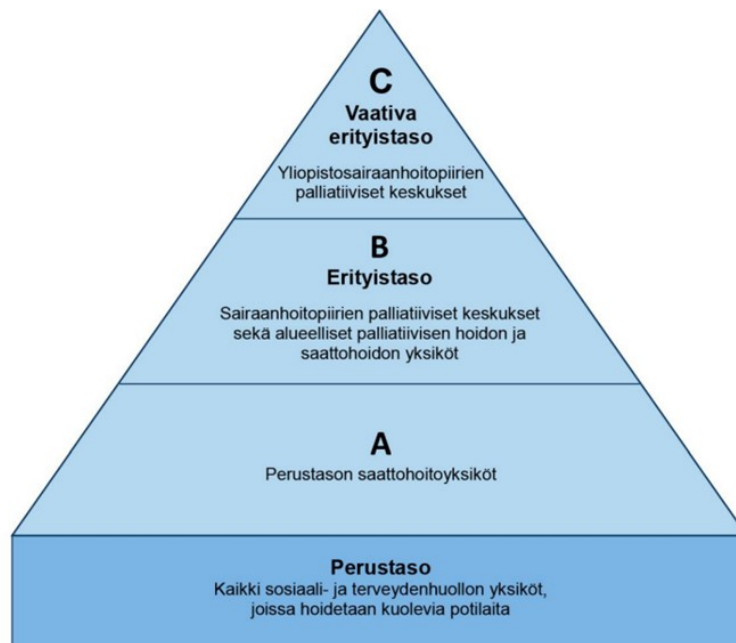 C
Vaativa
erityistaso
Yliopistosairaanhoitopiirien
palliatiiviset keskukset
B
Erityistaso
Sairaanhoitopiirien palliatiiviset keskukset
sekä alueelliset palliatiivisen hoidon ja
saattohoidon yksiköt
A
Perustason saattohoitoyksiköt
Perustaso
Kaikki sosiaali- ja terveydenhuollon yksiköt,
joissa hoidetaan kuolevia potilaita